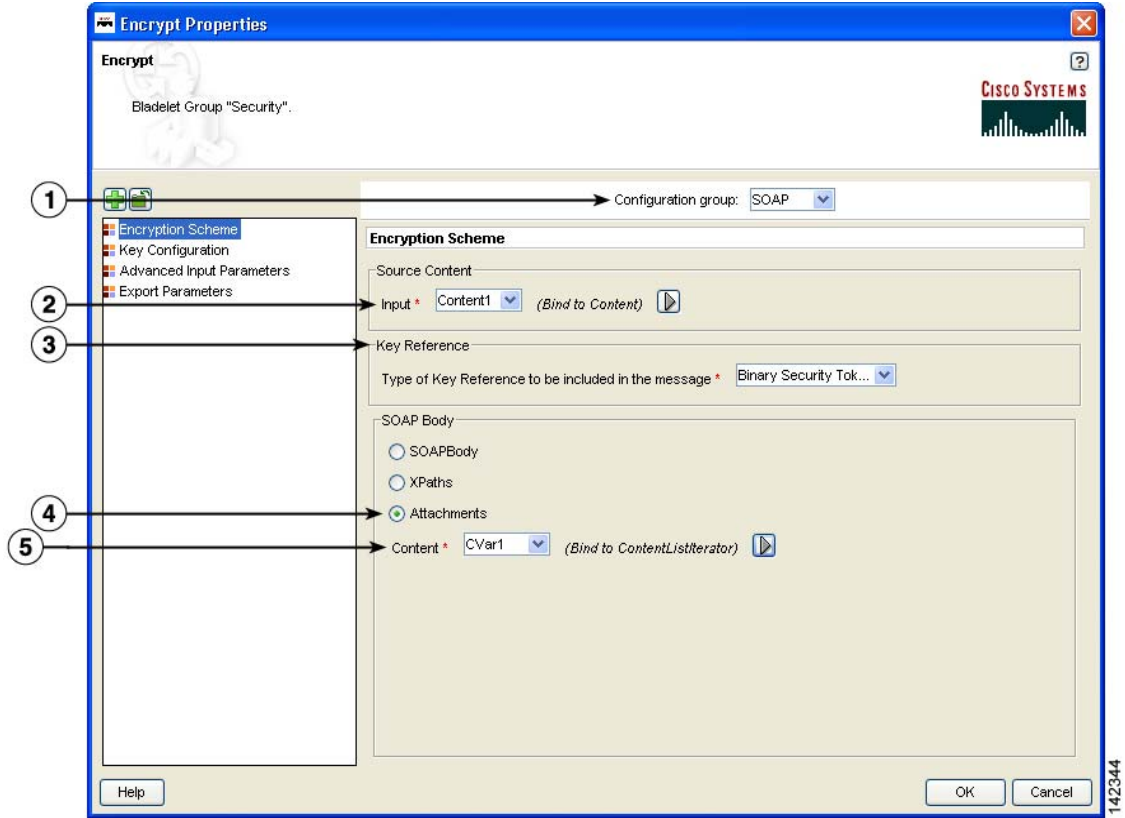 Encrypt Properties
Encrypt
?
CISCO SYSTEMS
Bladelet Group "Security".
1
Configuration group: SOAP
Encryption Scheme
Key Configuration
Advanced Input Parameters
Export Parameters
Encryption Scheme
Source Content
2
Input * Content1 (Bind to Content)
3
Key Reference
Type of Key Reference to be included in the message * Binary Security Tok...
SOAP Body
SOAPBody
XPaths
4
Attachments
5
Content * CVar1 (Bind to ContentListIterator)
Help
OK
Cancel
142344